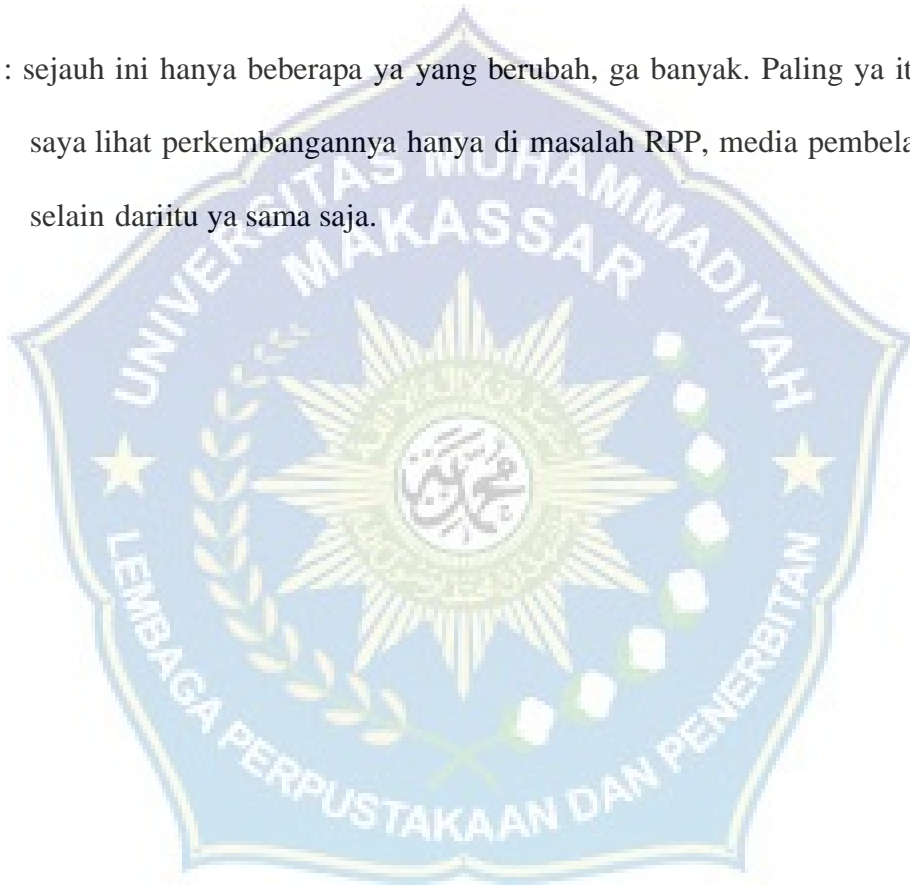 : sejauh ini hanya beberapa ya yang berubah, ga banyak. Paling ya it
saya lihat perkembangannya hanya di masalah RPP, media pembela
selain dariitu ya sama saja.
UNIVERSITAS MUHAMMADIYAH
MAKASSAR
LEMBAGA PERPUSTAKAAN DAN PENERBITAN